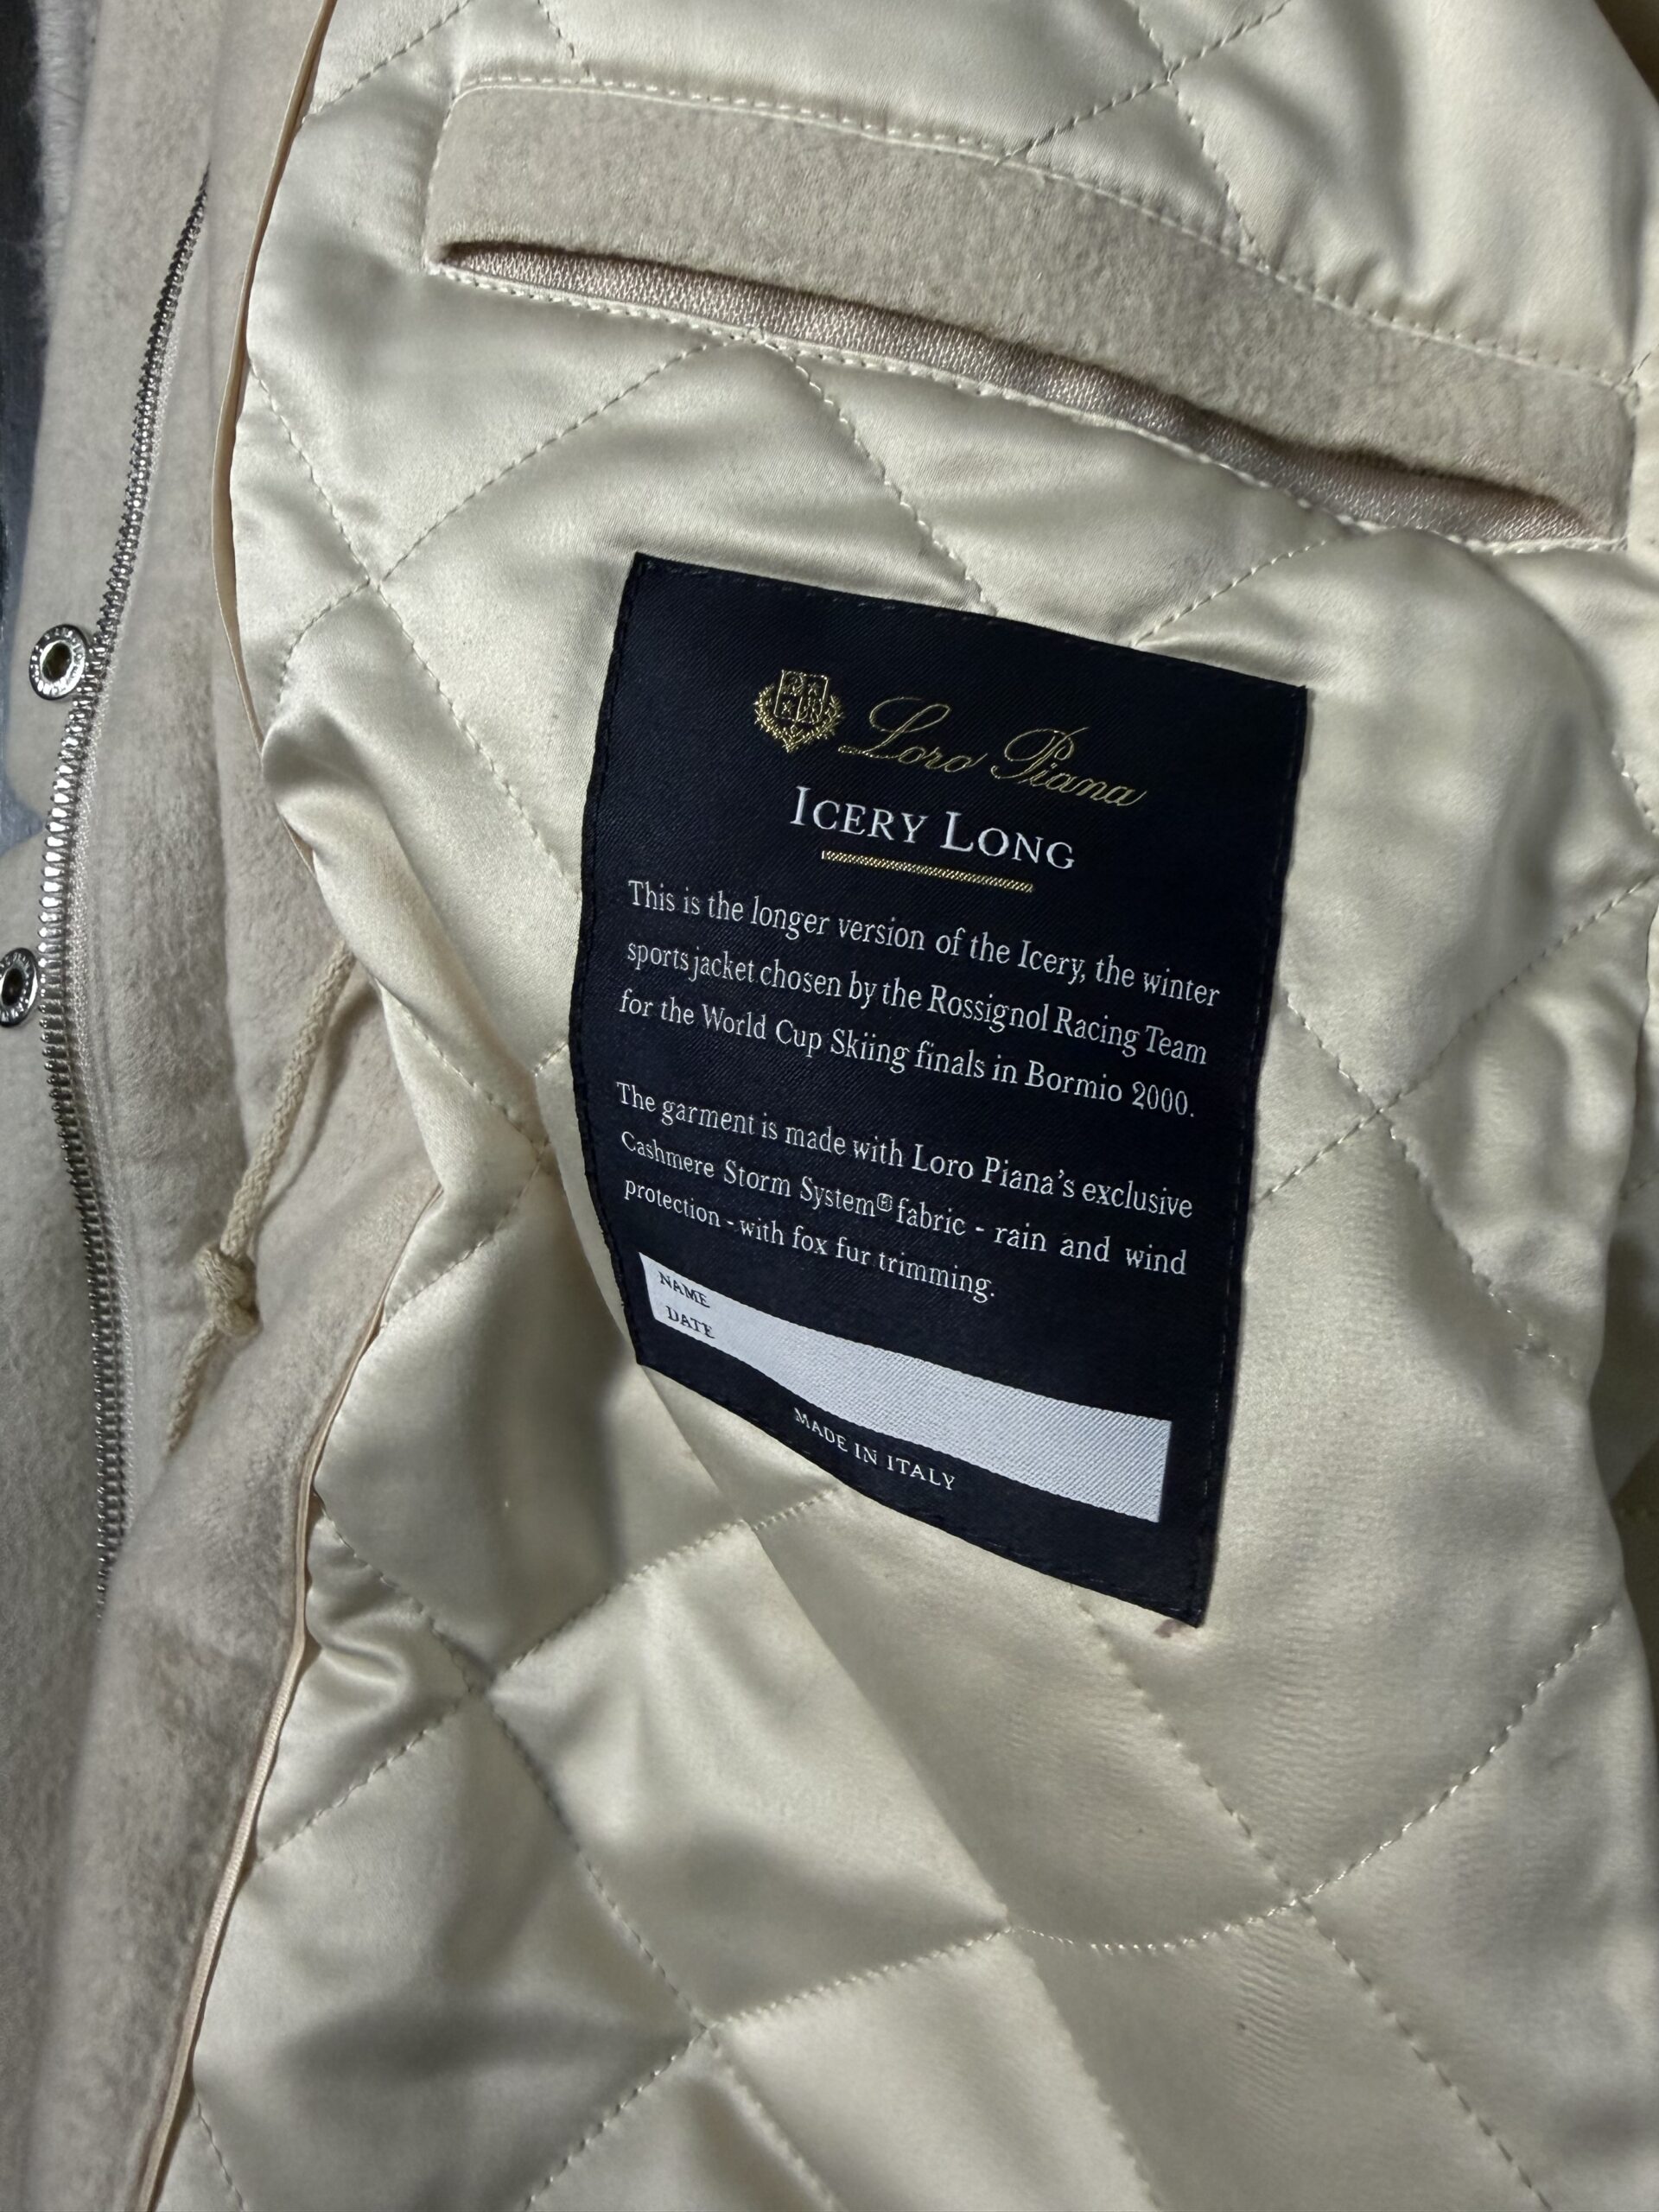 Loro Piana
ICERY LONG
This is the longer version of the Icery, the winter
sports jacket chosen by the Rossignol Racing Team
for the World Cup Skiing finals in Bormio 2000.
The garment is made with Loro Piana's exclusive
Cashmere Storm System® fabric - rain and wind
protection - with fox fur trimming.
NAME
DATE
MADE IN ITALY